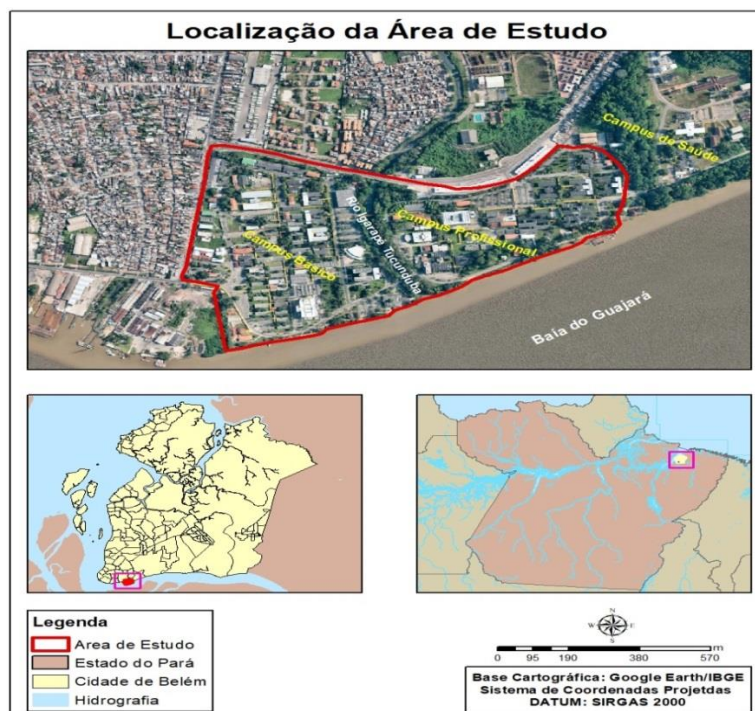 Localização da Área de Estudo
Campus de Saúde
Campus Profissional
Rio Igarapé Tucunduba
Campus Básico
Baía do Guajará
Legenda
Area de Estudo
Estado do Pará
Cidade de Belém
Hidrografia
N
W E
S
m
0 95 190 380 570
Base Cartográfica: Google Earth/IBGE
Sistema de Coordenadas Projetdas
DATUM: SIRGAS 2000